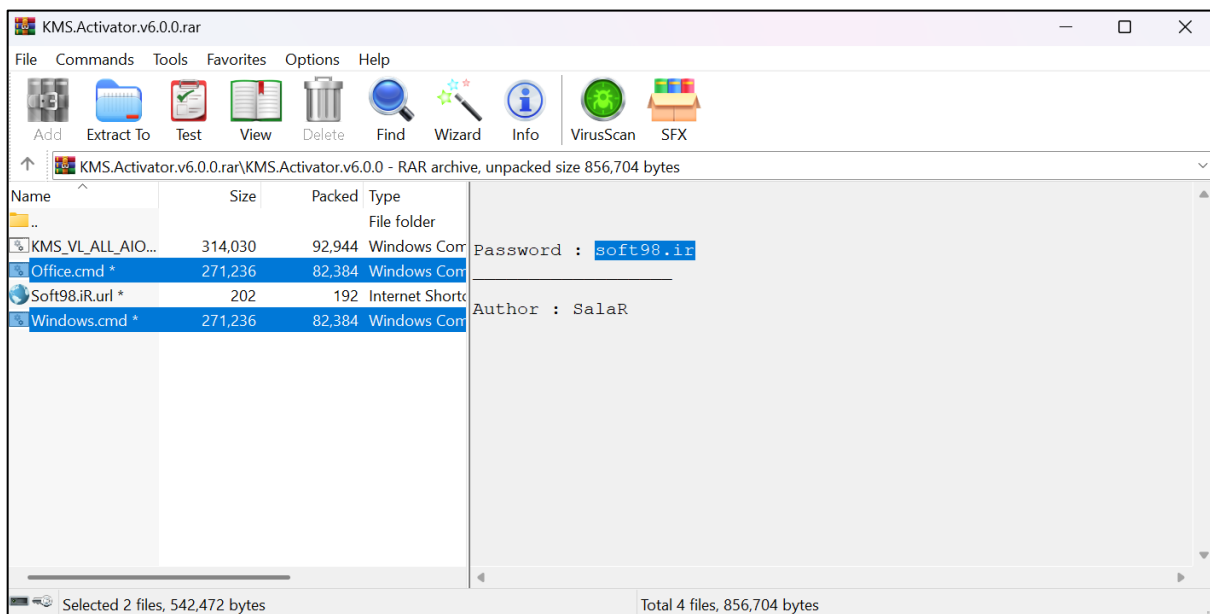 KMS.Activator.v6.0.0.rar
File Commands Tools Favorites Options Help
Add Extract To Test View Delete Find Wizard Info VirusScan SFX
KMS.Activator.v6.0.0.rar\KMS.Activator.v6.0.0 - RAR archive, unpacked size 856,704 bytes
Name Size Packed Type
.. File folder
KMS_VL_ALL_AIO... 314,030 92,944 Windows Com
Office.cmd * 271,236 82,384 Windows Com
Soft98.iR.url * 202 192 Internet Shortc
Windows.cmd * 271,236 82,384 Windows Com
Password : soft98.ir
____________________
Author : SalaR
Selected 2 files, 542,472 bytes
Total 4 files, 856,704 bytes